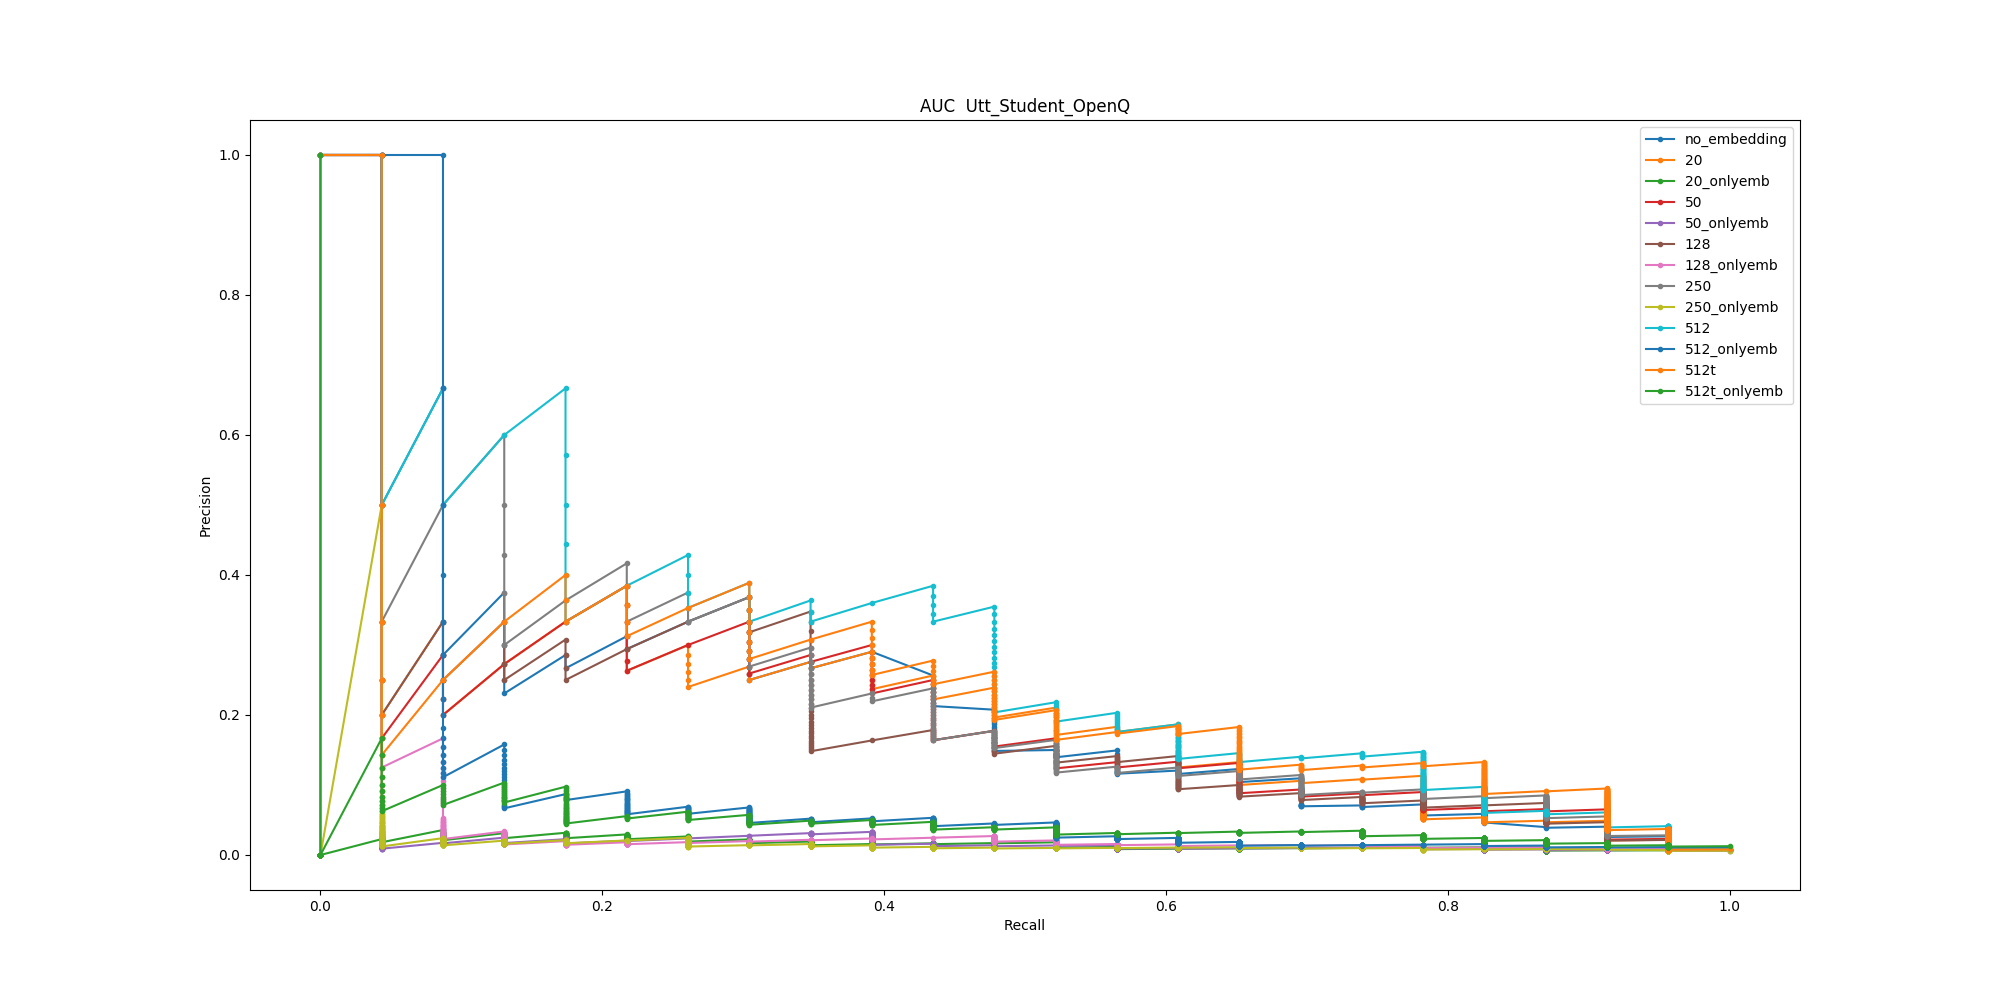 AUC  Utt_Student_OpenQ
Precision
1.0
0.8
0.6
0.4
0.2
0.0
0.0
0.2
0.4
0.6
0.8
1.0
Recall
no_embedding
20
20_onlyemb
50
50_onlyemb
128
128_onlyemb
250
250_onlyemb
512
512_onlyemb
512t
512t_onlyemb